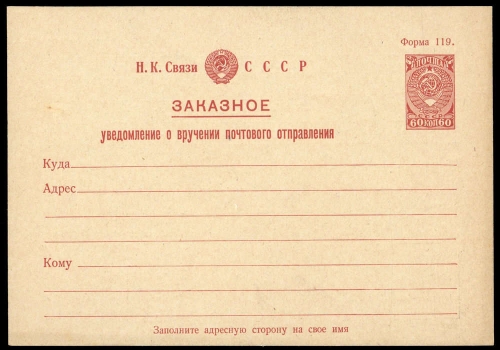 Форма 119.
Н. К. Связи СССР
ПОЧТА СССР
60 КОП 60
ЗАКАЗНОЕ
уведомление о вручении почтового отправления
Куда
Адрес
Кому
Заполните адресную сторону на свое имя